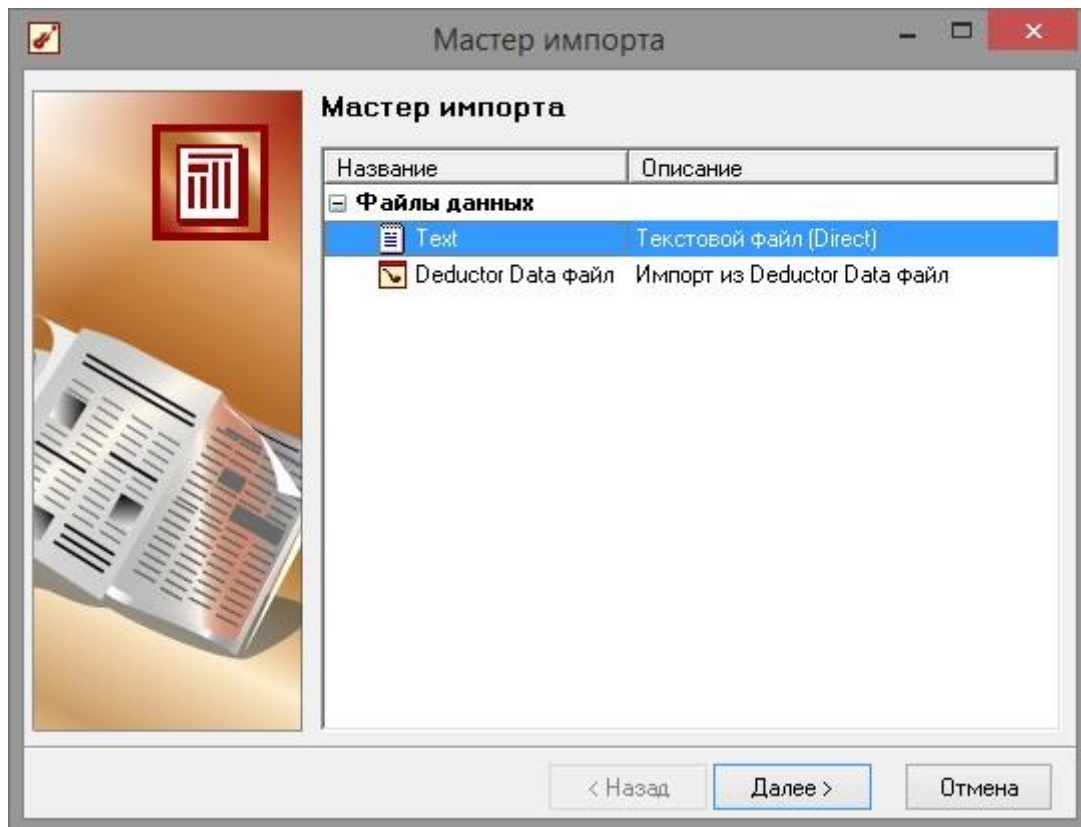 Мастер импорта
Мастер импорта
Название Описание
Файлы данных
Text Текстовой файл (Direct)
Deductor Data файл Импорт из Deductor Data файл
< Назад Далее > Отмена